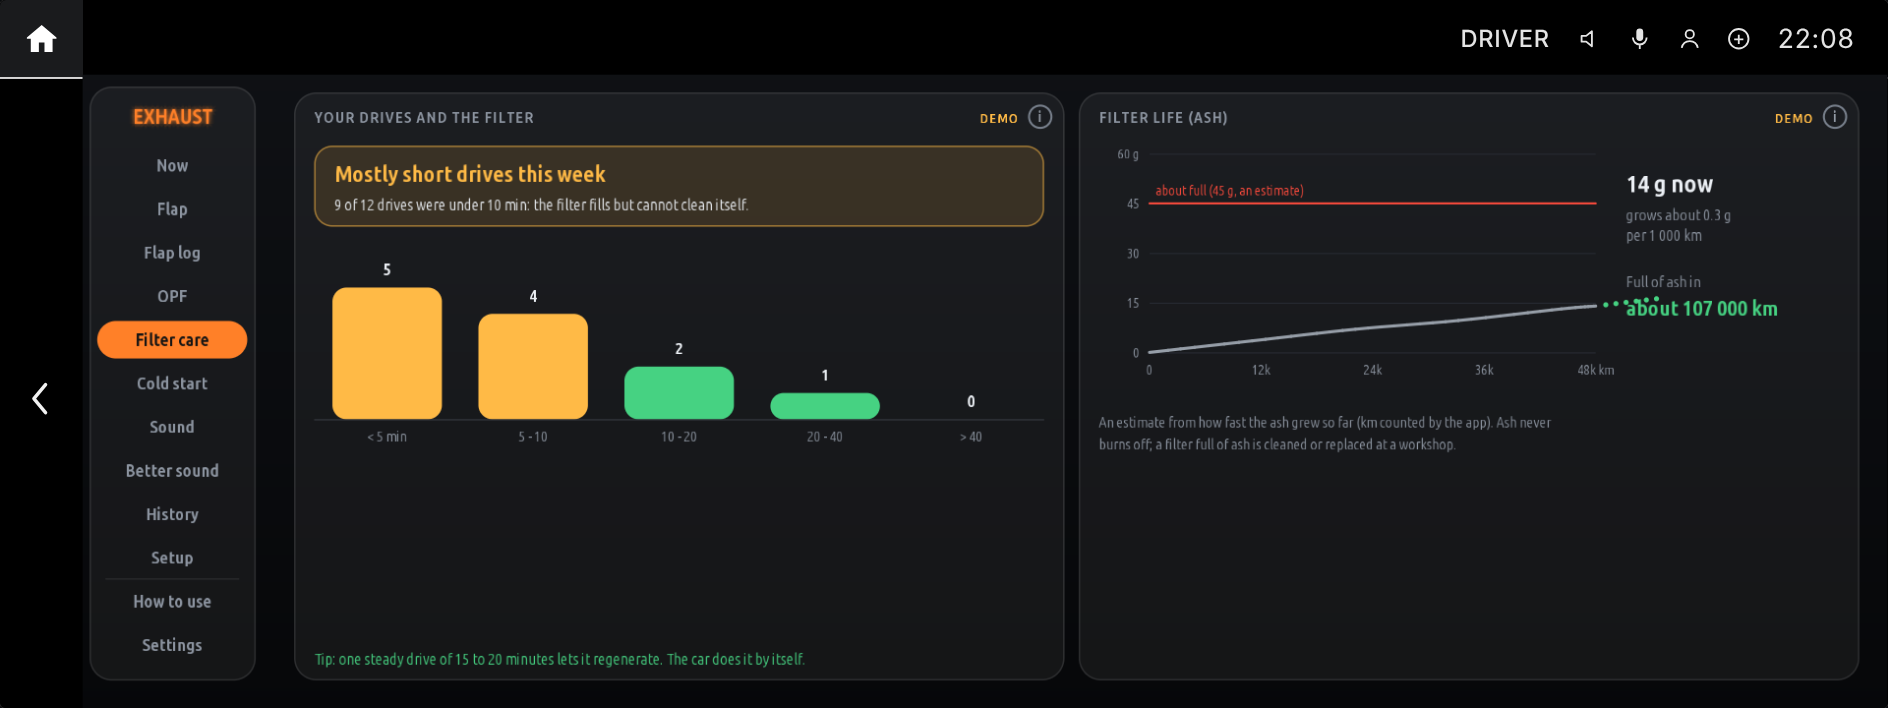 DRIVER 22:08
EXHAUST
Now
Flap
Flap log
OPF
Filter care
Cold start
Sound
Better sound
History
Setup
How to use
Settings
YOUR DRIVES AND THE FILTER
DEMO i
Mostly short drives this week
9 of 12 drives were under 10 min: the filter fills but cannot clean itself.
5
4
2
1
0
< 5 min
5 - 10
10 - 20
20 - 40
> 40
Tip: one steady drive of 15 to 20 minutes lets it regenerate. The car does it by itself.
FILTER LIFE (ASH)
DEMO i
60 g
about full (45 g, an estimate)
45
30
15
0
0
12k
24k
36k
48k km
14 g now
grows about 0.3 g
per 1 000 km
Full of ash in
about 107 000 km
An estimate from how fast the ash grew so far (km counted by the app). Ash never
burns off; a filter full of ash is cleaned or replaced at a workshop.